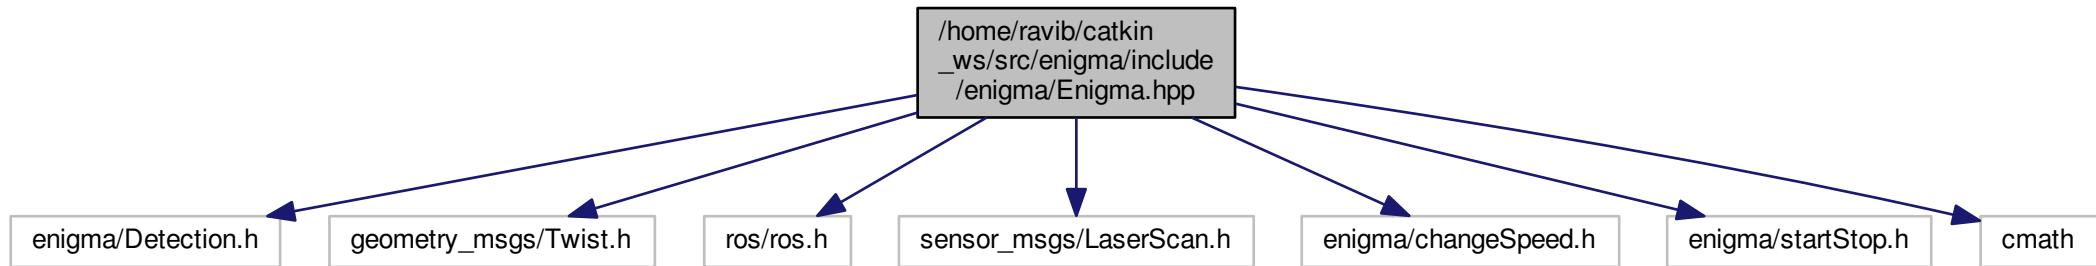 /home/ravib/catkin
_ws/src/enigma/include
/enigma/Enigma.hpp
enigma/Detection.h
geometry_msgs/Twist.h
ros/ros.h
sensor_msgs/LaserScan.h
enigma/changeSpeed.h
enigma/startStop.h
cmath